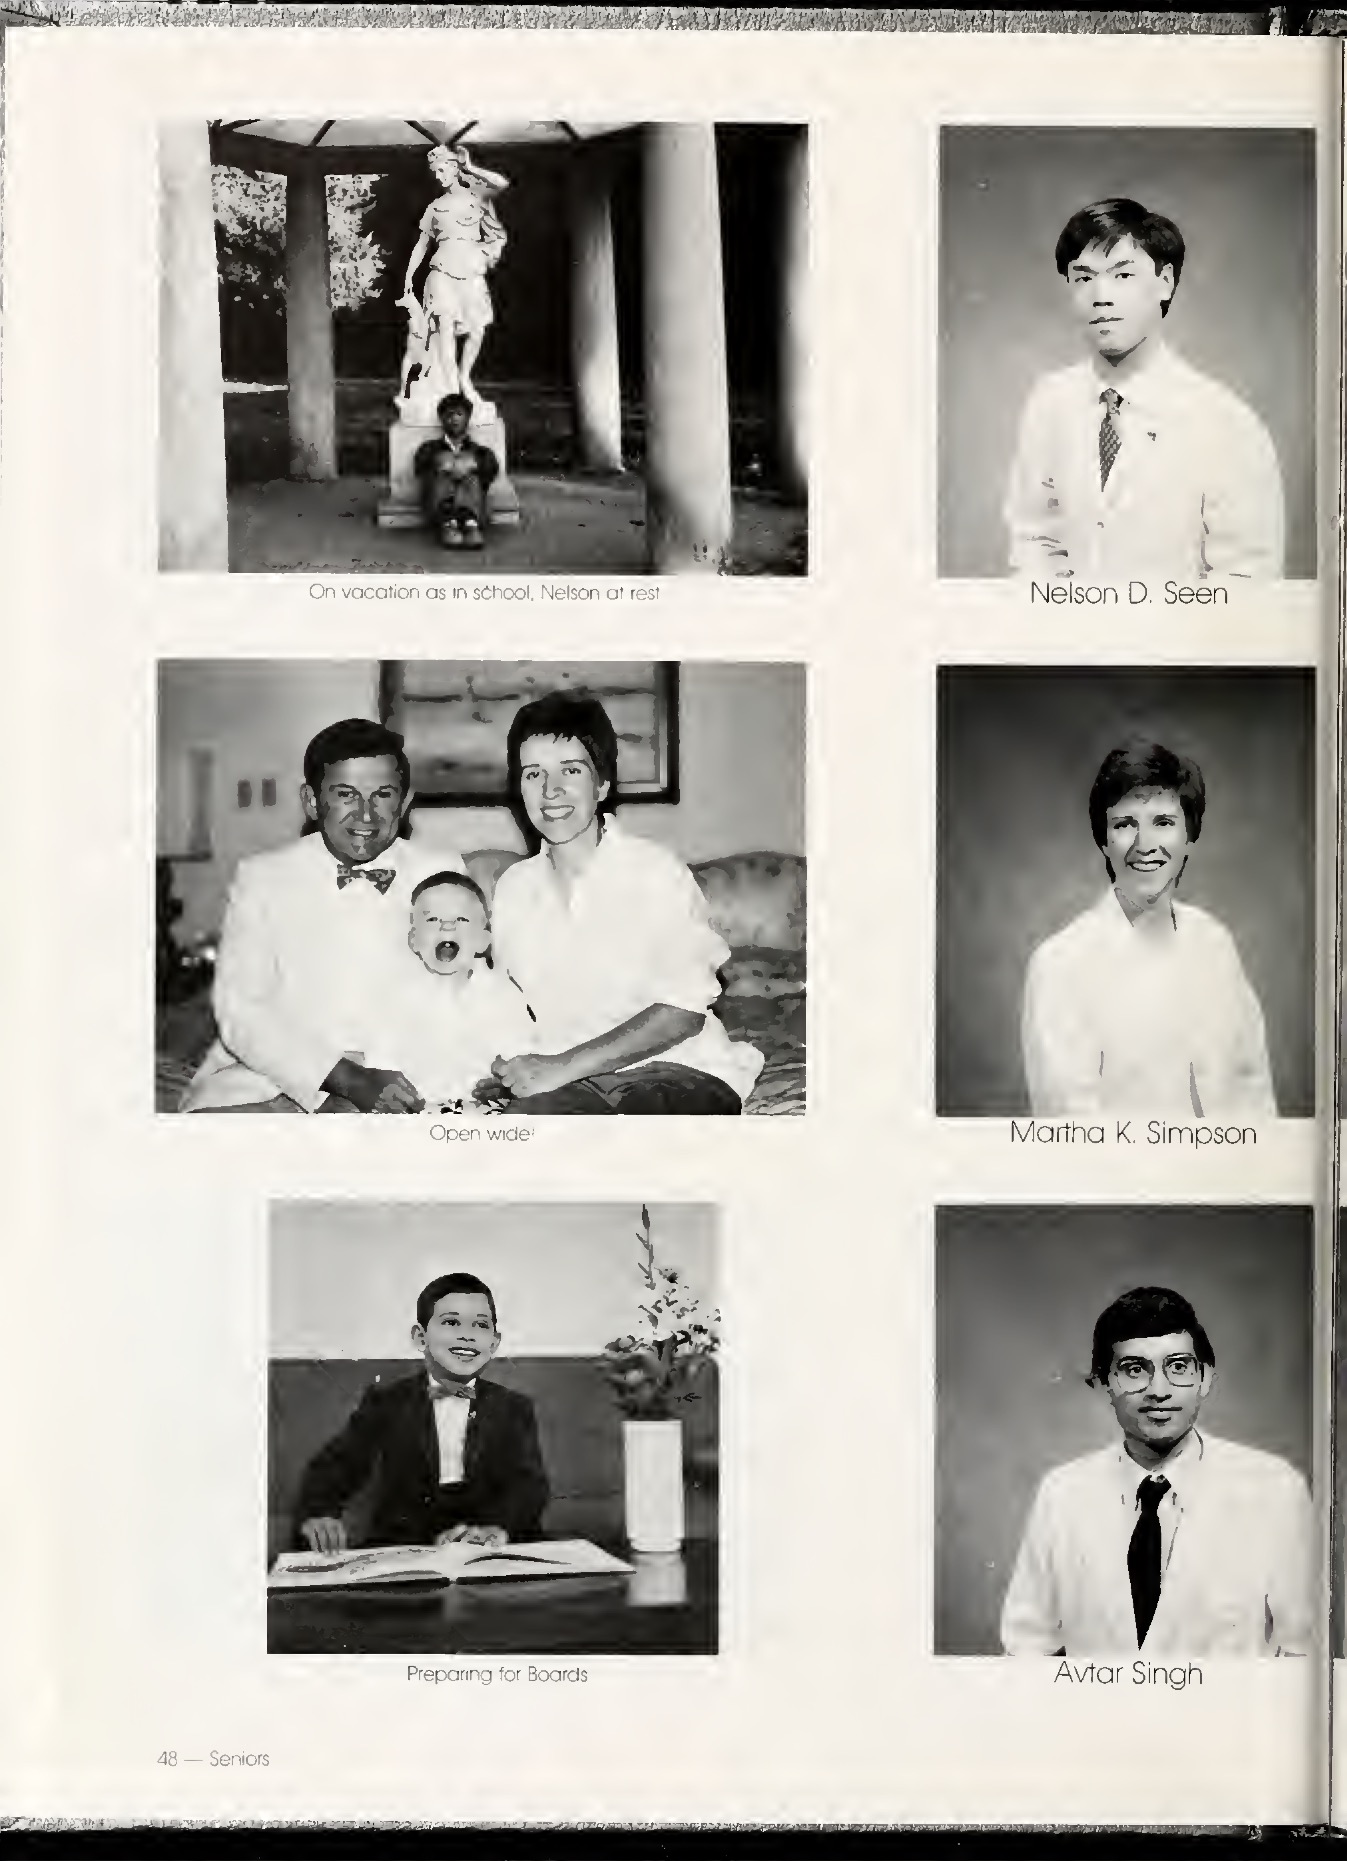 On vacation as in school, Nelson at rest
Nelson D. Seen
Open wide!
Martha K. Simpson
Preparing for Boards
Avtar Singh
48 — Seniors